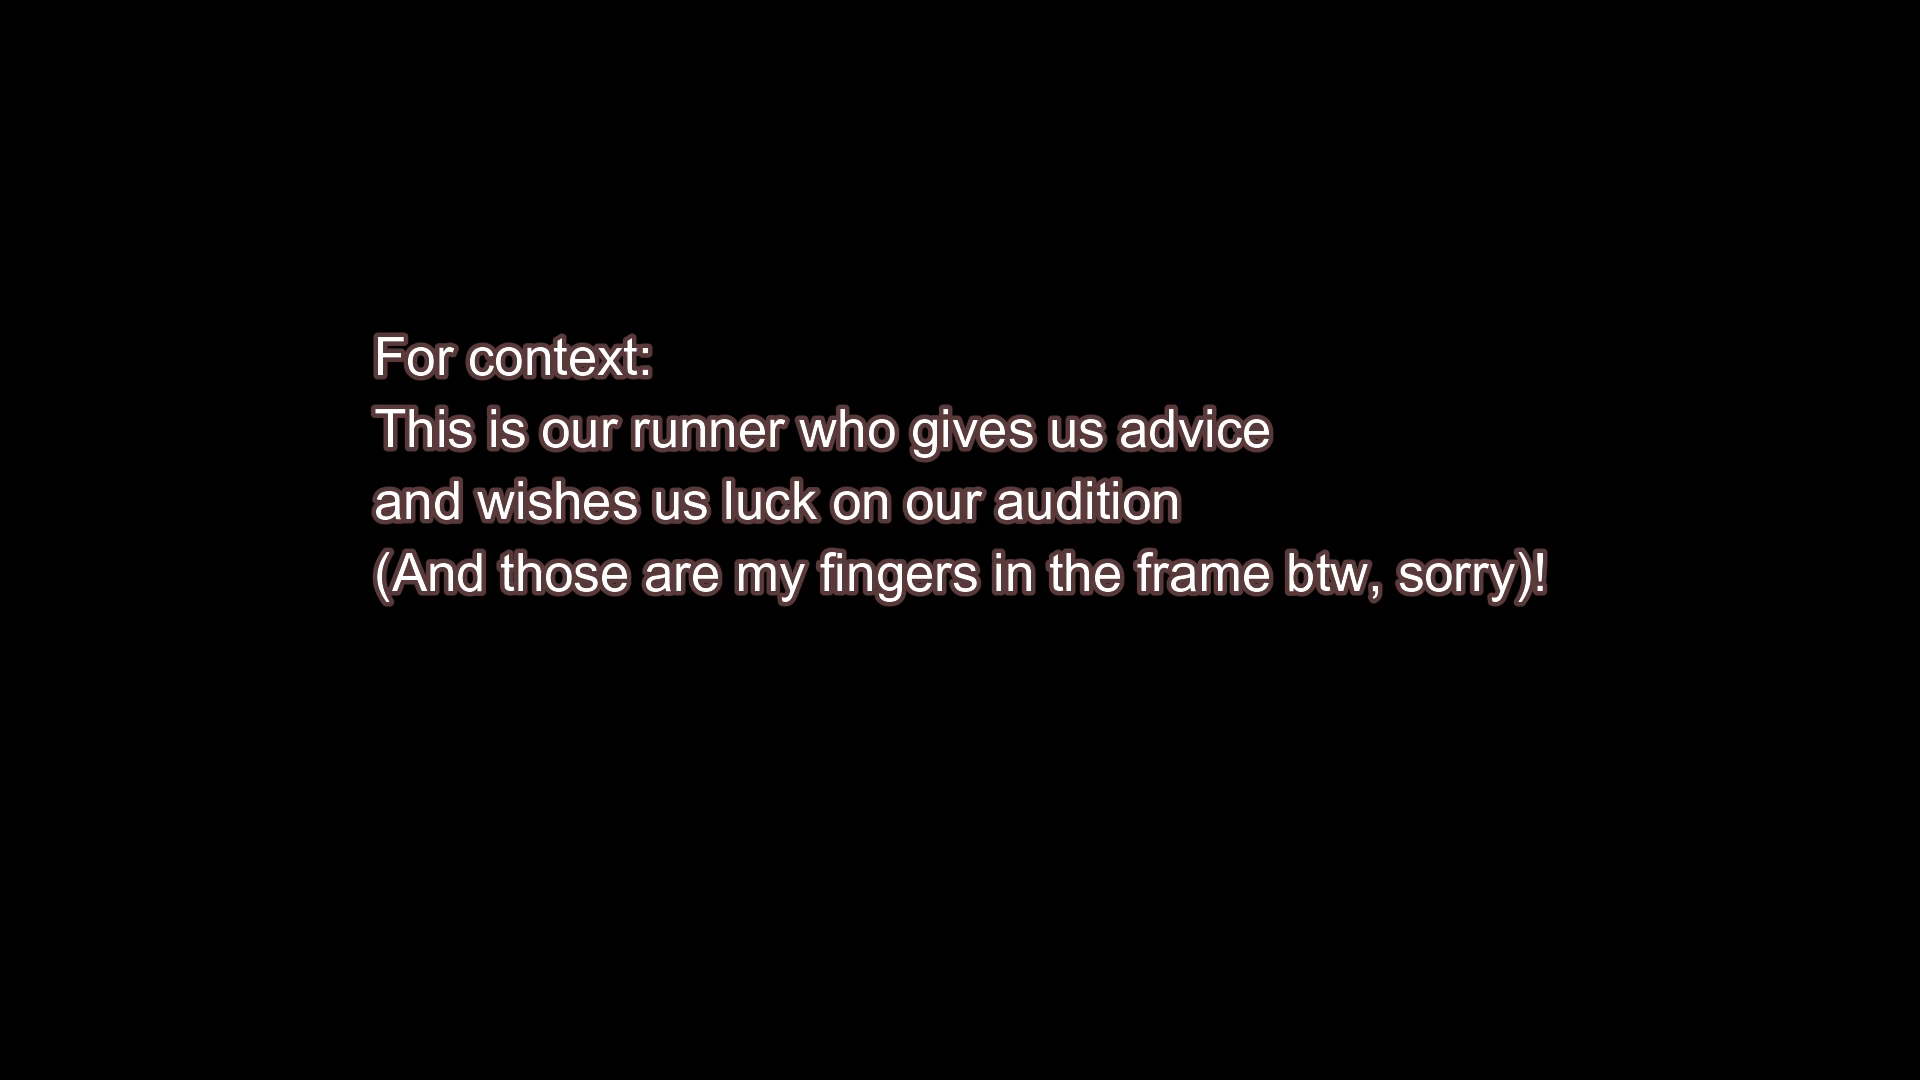 For context:
This is our runner who gives us advice
and wishes us luck on our audition
(And those are my fingers in the frame btw, sorry)!